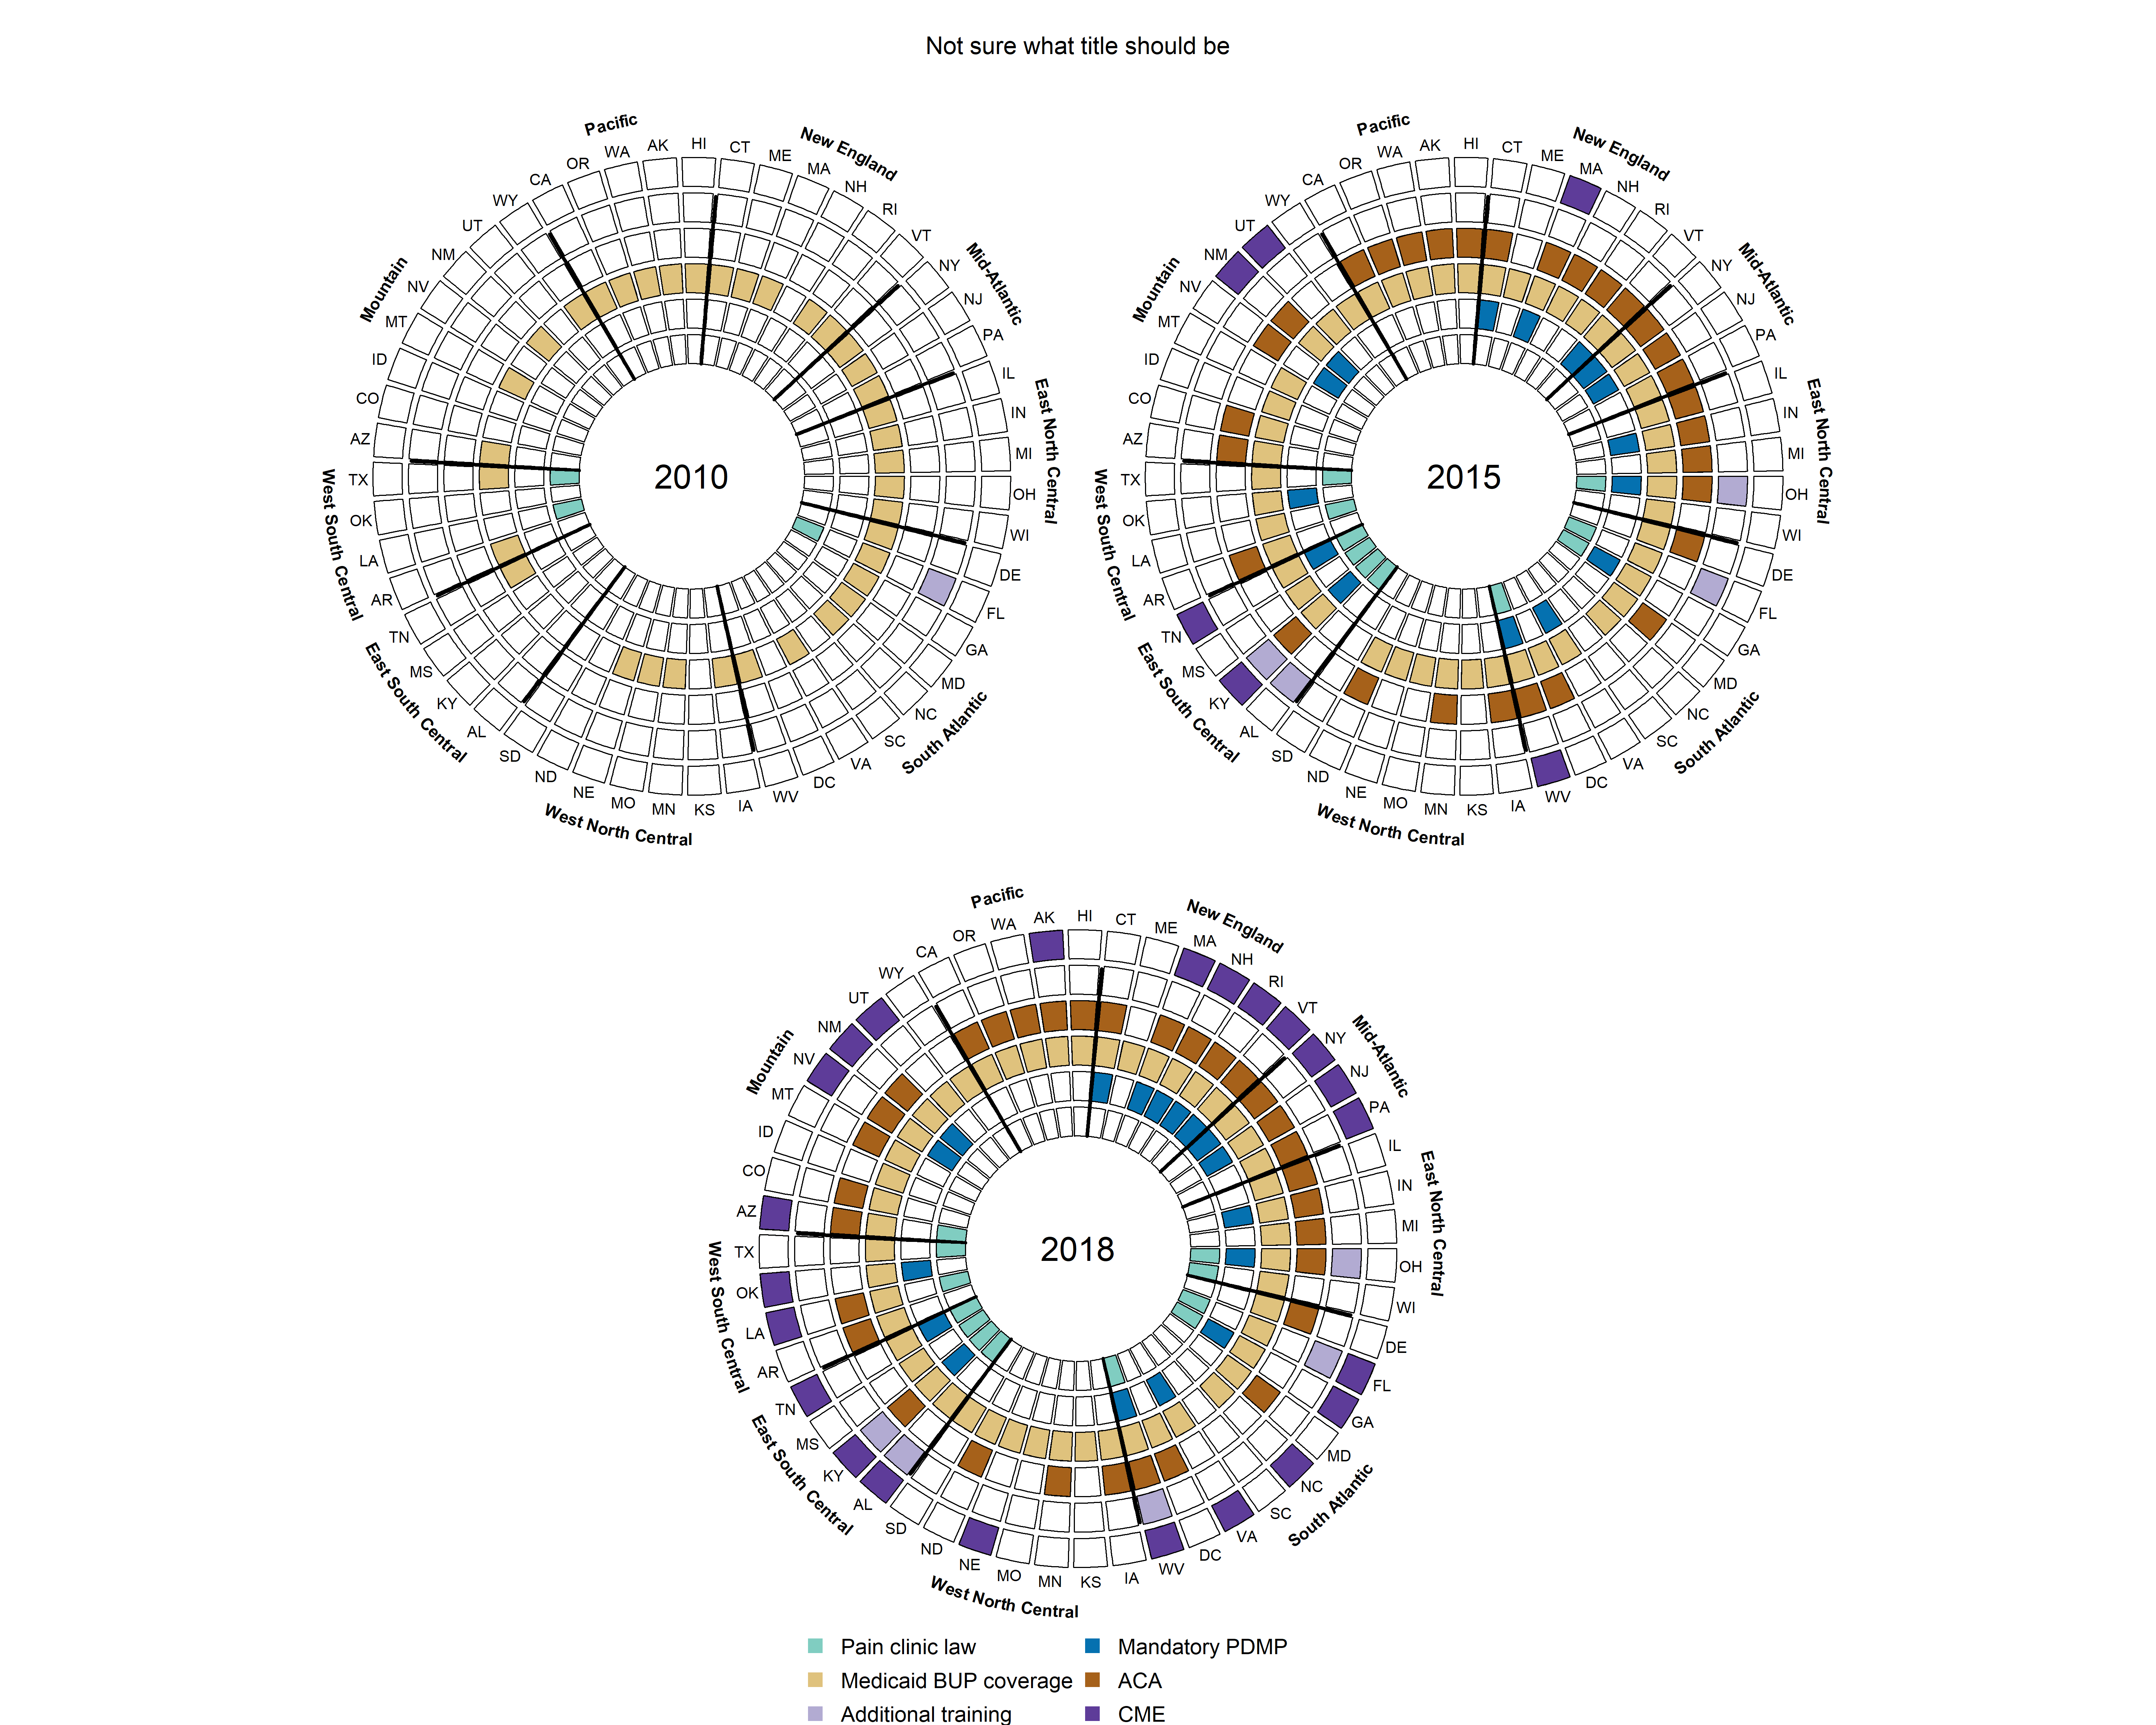 Not sure what title should be
Pacific
New England
Mid-Atlantic
East North Central
South Atlantic
West North Central
East South Central
West South Central
Mountain
HI
CT
ME
MA
NH
RI
VT
NY
NJ
PA
IL
IN
MI
OH
WI
DE
FL
GA
MD
NC
SC
VA
DC
WV
IA
KS
MN
MO
NE
ND
SD
AL
KY
MS
TN
AR
LA
OK
TX
AZ
CO
ID
MT
NV
NM
UT
WY
CA
OR
WA
AK
2010
Pacific
New England
Mid-Atlantic
East North Central
South Atlantic
West North Central
East South Central
West South Central
Mountain
HI
CT
ME
MA
NH
RI
VT
NY
NJ
PA
IL
IN
MI
OH
WI
DE
FL
GA
MD
NC
SC
VA
DC
WV
IA
KS
MN
MO
NE
ND
SD
AL
KY
MS
TN
AR
LA
OK
TX
AZ
CO
ID
MT
NV
NM
UT
WY
CA
OR
WA
AK
2015
Pacific
New England
Mid-Atlantic
East North Central
South Atlantic
West North Central
East South Central
West South Central
Mountain
HI
CT
ME
MA
NH
RI
VT
NY
NJ
PA
IL
IN
MI
OH
WI
DE
FL
GA
MD
NC
SC
VA
DC
WV
IA
KS
MN
MO
NE
ND
SD
AL
KY
MS
TN
AR
LA
OK
TX
AZ
CO
ID
MT
NV
NM
UT
WY
CA
OR
WA
AK
2018
Pain clinic law
Mandatory PDMP
Medicaid BUP coverage
ACA
Additional training
CME